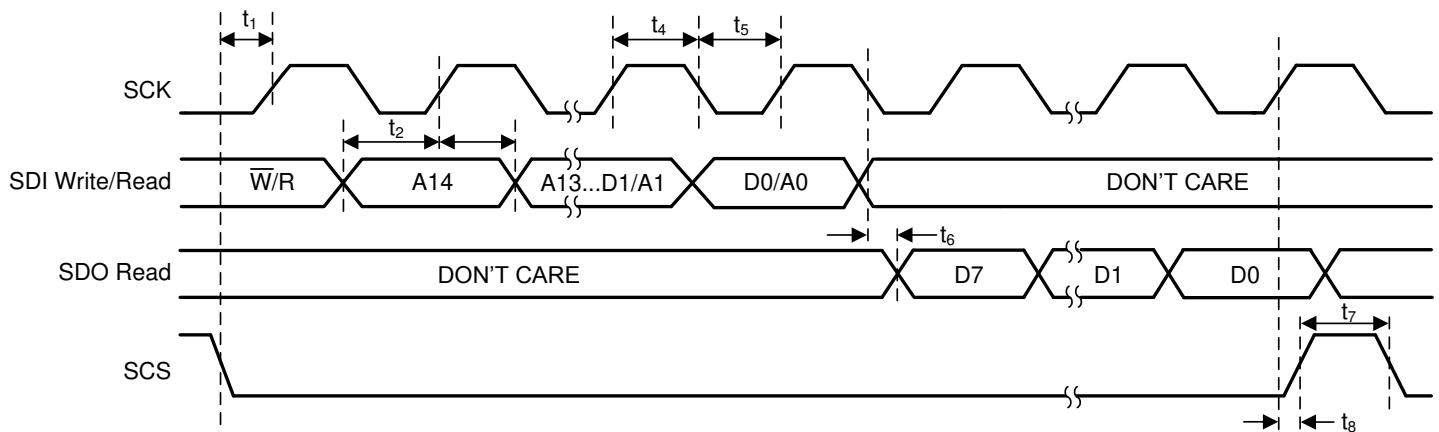 t1 t4 t5
SCK
t2
SDI Write/Read W̅/R A14 A13...D1/A1 D0/A0 DON'T CARE
t6
SDO Read DON'T CARE D7 D1 D0
t7
SCS
t8